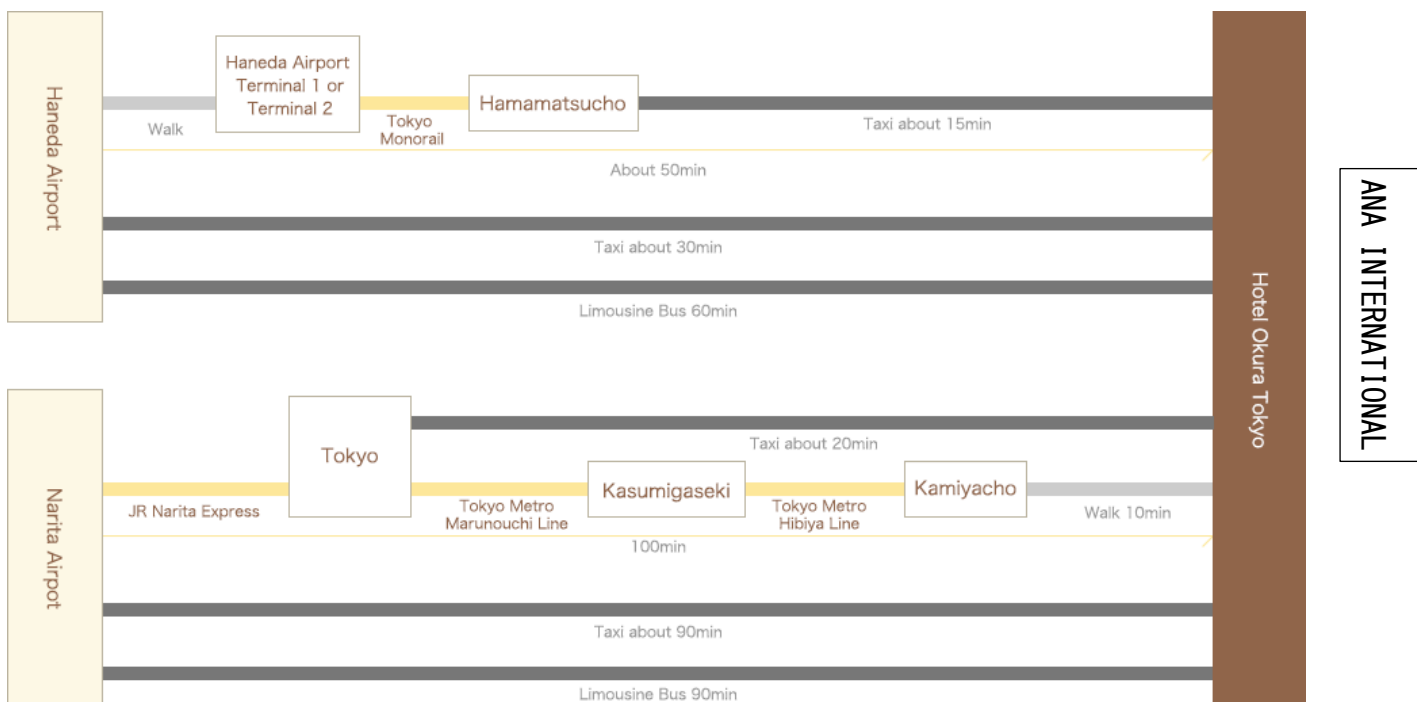 Haneda Airport
Haneda Airport
Terminal 1 or
Terminal 2
Hamamatsucho
Walk
Tokyo
Monorail
Taxi about 15min
About 50min
Taxi about 30min
Limousine Bus 60min
Hotel Okura Tokyo
ANA INTERNATIONAL
Narita Airpot
Tokyo
Taxi about 20min
Kasumigaseki
Kamiyacho
JR Narita Express
Tokyo Metro
Marunouchi Line
Tokyo Metro
Hibiya Line
Walk 10min
100min
Taxi about 90min
Limousine Bus 90min